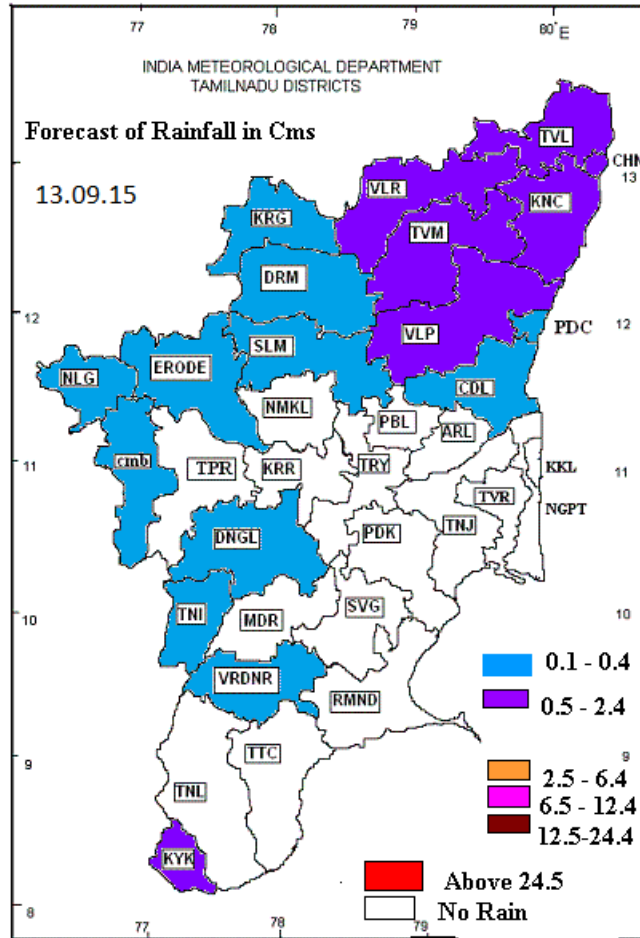 77 78 79 80° E
INDIA METEOROLOGICAL DEPARTMENT
TAMILNADU DISTRICTS
Forecast of Rainfall in Cms
TVL
CHN
13
13.09.15
VLR
KNC
KRG
TVM
DRM
12
12
PDC
VLP
SLM
ERODE
NLG
CDL
NMKL
PBL
ARL
11
cmb
TPR
KRR
TRY
KKL
11
TVR
NGPT
DNGL
PDK
TNJ
10
TNI
MDR
SVG
10
0.1 - 0.4
VRDNR
RMND
0.5 - 2.4
9
TTC
9
TNL
2.5 - 6.4
6.5 - 12.4
12.5-24.4
KYK
Above 24.5
8
No Rain
77 78 79